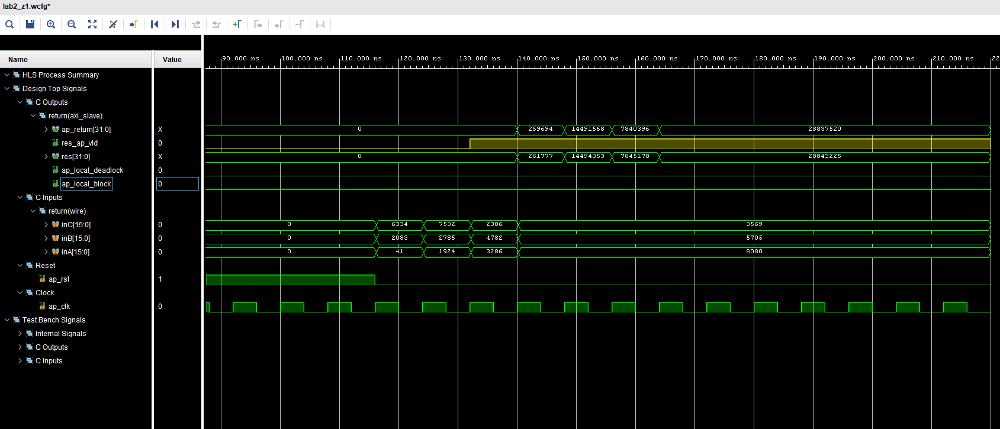 lab2_z1.wcfg*
90.000 ns 100.000 ns 110.000 ns 120.000 ns 130.000 ns 140.000 ns 150.000 ns 160.000 ns 170.000 ns 180.000 ns 190.000 ns 200.000 ns 210.000 ns 22
Name Value
HLS Process Summary
Design Top Signals
C Outputs
return(axi_slave)
ap_return[31:0] X 0 259694 14491568 7840396 28837520
res_ap_vld 0
res[31:0] X 0 261777 14494353 7845178 28843225
ap_local_deadlock 0
ap_local_block 0
C Inputs
return(wire)
inC[15:0] 0 0 6334 7532 2386 3569
inB[15:0] 0 0 2083 2785 4782 5705
inA[15:0] 0 0 41 1924 3286 8080
Reset
ap_rst 1
Clock
ap_clk 0
Test Bench Signals
Internal Signals
C Outputs
C Inputs